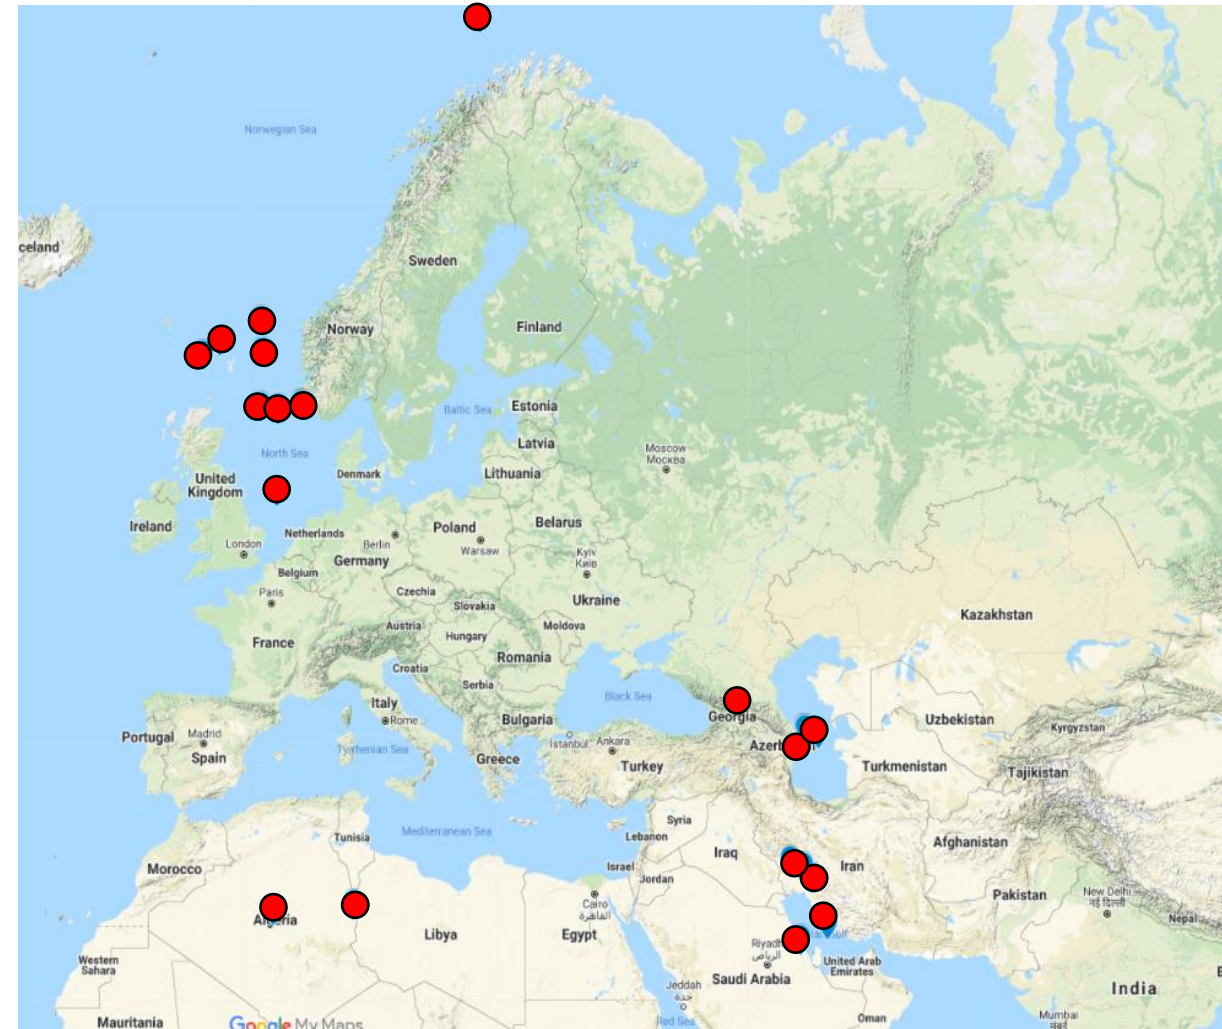 Norwegian Sea
celand
Sweden
Norway
Finland
Baltic Sea
Estonia
Latvia
North Sea
Moscow
Москва
Denmark
Lithuania
United
Kingdom
Ireland
Netherlands
Poland
Belarus
London
Berlin
Warsaw
Germany
Belgium
Kyiv
Київ
Paris
Czechia
Slovakia
Ukraine
Austria
Moldova
France
Hungary
Romania
Kazakhstan
Croatia
Serbia
Black Sea
Italy
Rome
Georgia
Bulgaria
Uzbekistan
Kyrgyzstan
Portugal
Madrid
Spain
Tyrrhenian Sea
Istanbul
Ankara
Greece
Turkey
Turkmenistan
Tajikistan
Syria
Mediterranean Sea
Tunisia
Lebanon
Afghanistan
Iraq
Iran
Morocco
Israel
Jordan
Pakistan
New Delhi
नई दिल्ली
Cairo
القاهرة
Nepal
Libya
Egypt
Riyadh
الرياض
Western
Sahara
United Arab
Emirates
Saudi Arabia
Jeddah
جدة
India
Mauritania
Google My Maps
Red Sea
Oman
Mumbai